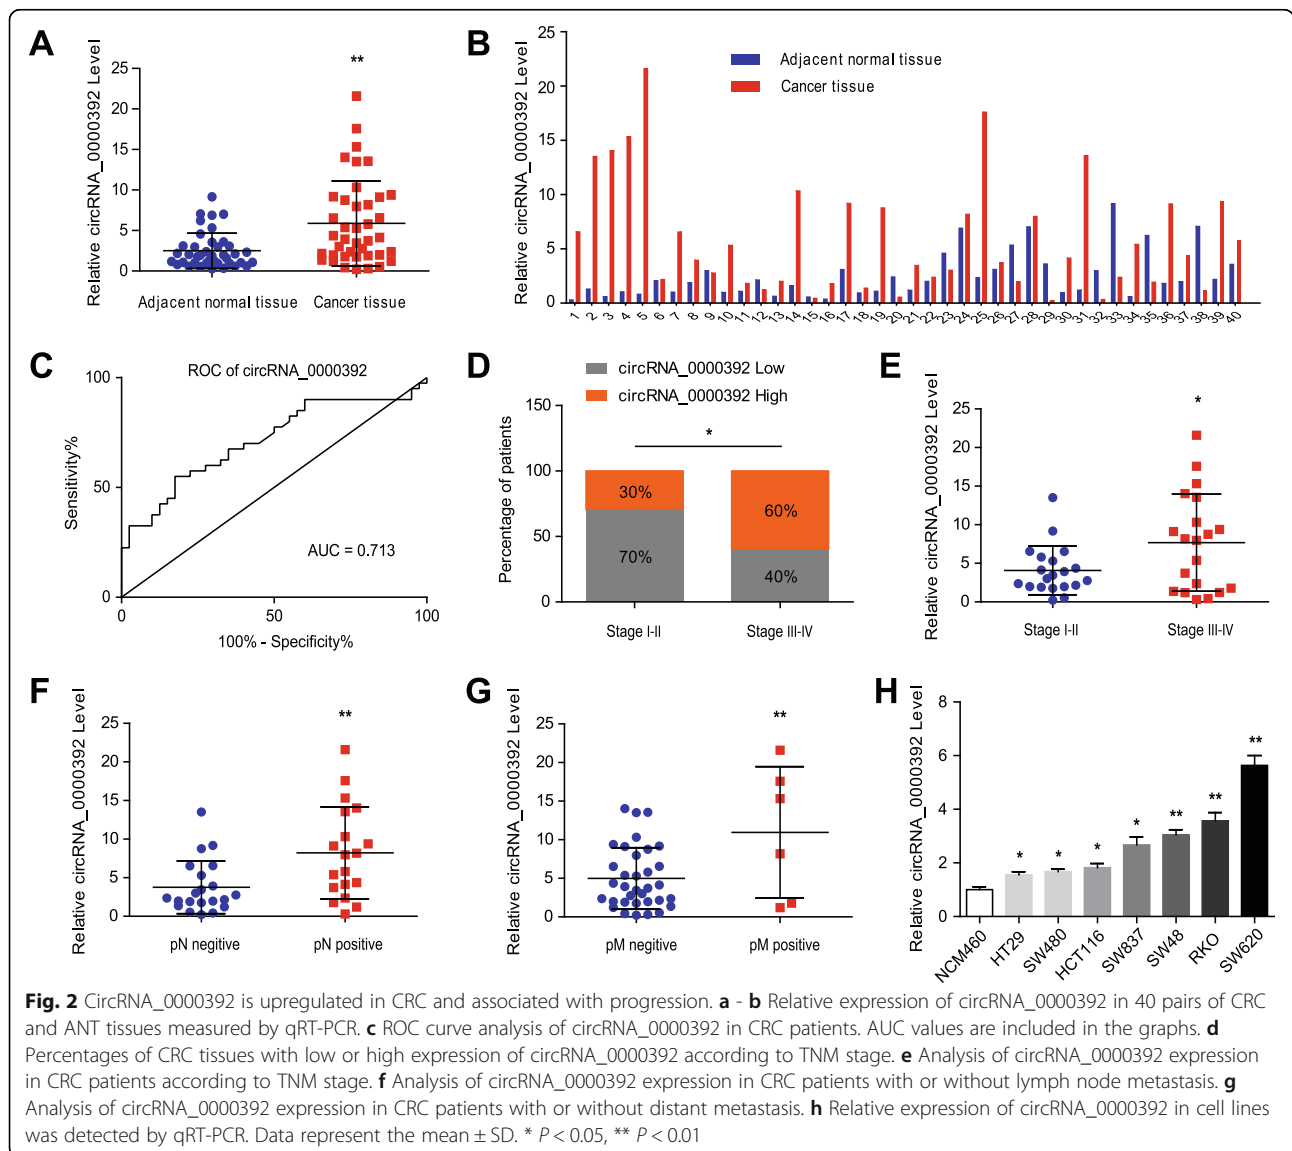 A
Relative circRNA_0000392 Level
25
20
15
10
5
0
**
Adjacent normal tissue
Cancer tissue
B
Relative circRNA_0000392 Level
25
20
15
10
5
0
Adjacent normal tissue
Cancer tissue
1 2 3 4 5 6 7 8 9 10 11 12 13 14 15 16 17 18 19 20 21 22 23 24 25 26 27 28 29 30 31 32 33 34 35 36 37 38 39 40
C
ROC of circRNA_0000392
Sensitivity%
100
50
0
AUC = 0.713
0 50 100
100% - Specificity%
D
circRNA_0000392 Low
circRNA_0000392 High
Percentage of patients
150
100
50
0
*
30%
70%
60%
40%
Stage I-II
Stage III-IV
E
Relative circRNA_0000392 Level
25
20
15
10
5
0
*
Stage I-II
Stage III-IV
F
Relative circRNA_0000392 Level
25
20
15
10
5
0
**
pN negitive
pN positive
G
Relative circRNA_0000392 Level
25
20
15
10
5
0
**
pM negitive
pM positive
H
Relative circRNA_0000392 Level
8
6
4
2
0
* * * * ** ** **
NCM460 HT29 SW480 HCT116 SW837 SW48 RKO SW620
Fig. 2 CircRNA_0000392 is upregulated in CRC and associated with progression. a - b Relative expression of circRNA_0000392 in 40 pairs of CRC
and ANT tissues measured by qRT-PCR. c ROC curve analysis of circRNA_0000392 in CRC patients. AUC values are included in the graphs. d
Percentages of CRC tissues with low or high expression of circRNA_0000392 according to TNM stage. e Analysis of circRNA_0000392 expression
in CRC patients according to TNM stage. f Analysis of circRNA_0000392 expression in CRC patients with or without lymph node metastasis. g
Analysis of circRNA_0000392 expression in CRC patients with or without distant metastasis. h Relative expression of circRNA_0000392 in cell lines
was detected by qRT-PCR. Data represent the mean ± SD. * P < 0.05, ** P < 0.01